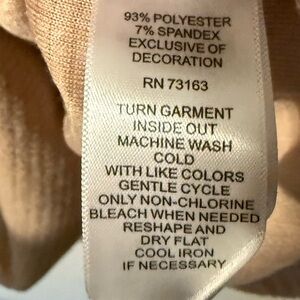 93% POLYESTER
7% SPANDEX
EXCLUSIVE OF
DECORATION
RN 73163
TURN GARMENT
INSIDE OUT
MACHINE WASH
COLD
WITH LIKE COLORS
GENTLE CYCLE
ONLY NON-CHLORINE
BLEACH WHEN NEEDED
RESHAPE AND
DRY FLAT
COOL IRON
IF NECESSARY